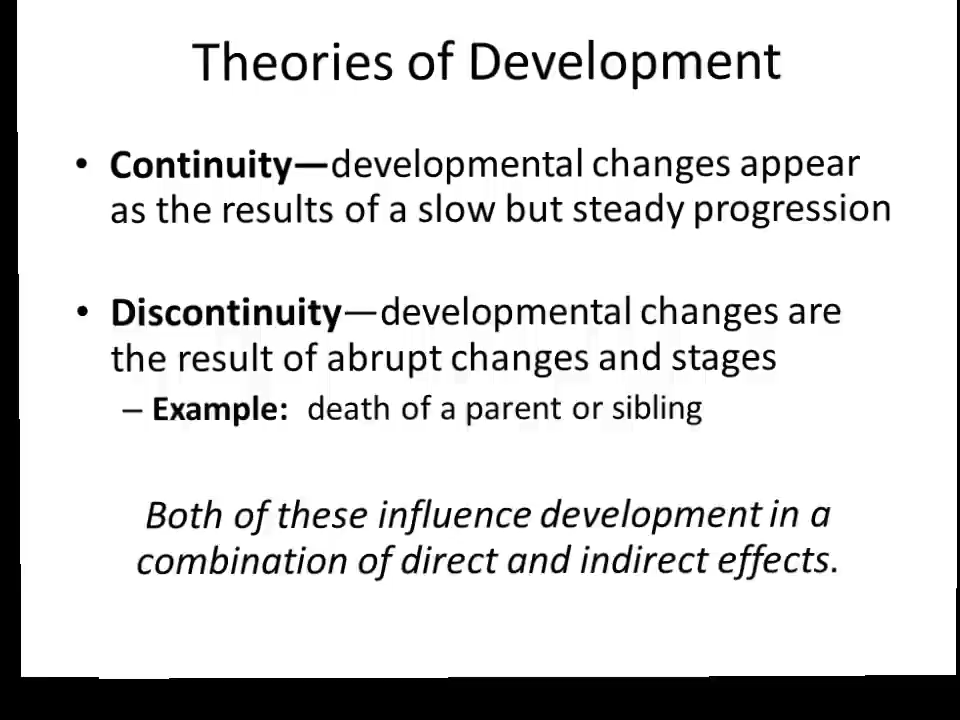 Theories of Development
• Continuity—developmental changes appear
as the results of a slow but steady progression
• Discontinuity—developmental changes are
the result of abrupt changes and stages
– Example: death of a parent or sibling
Both of these influence development in a
combination of direct and indirect effects.